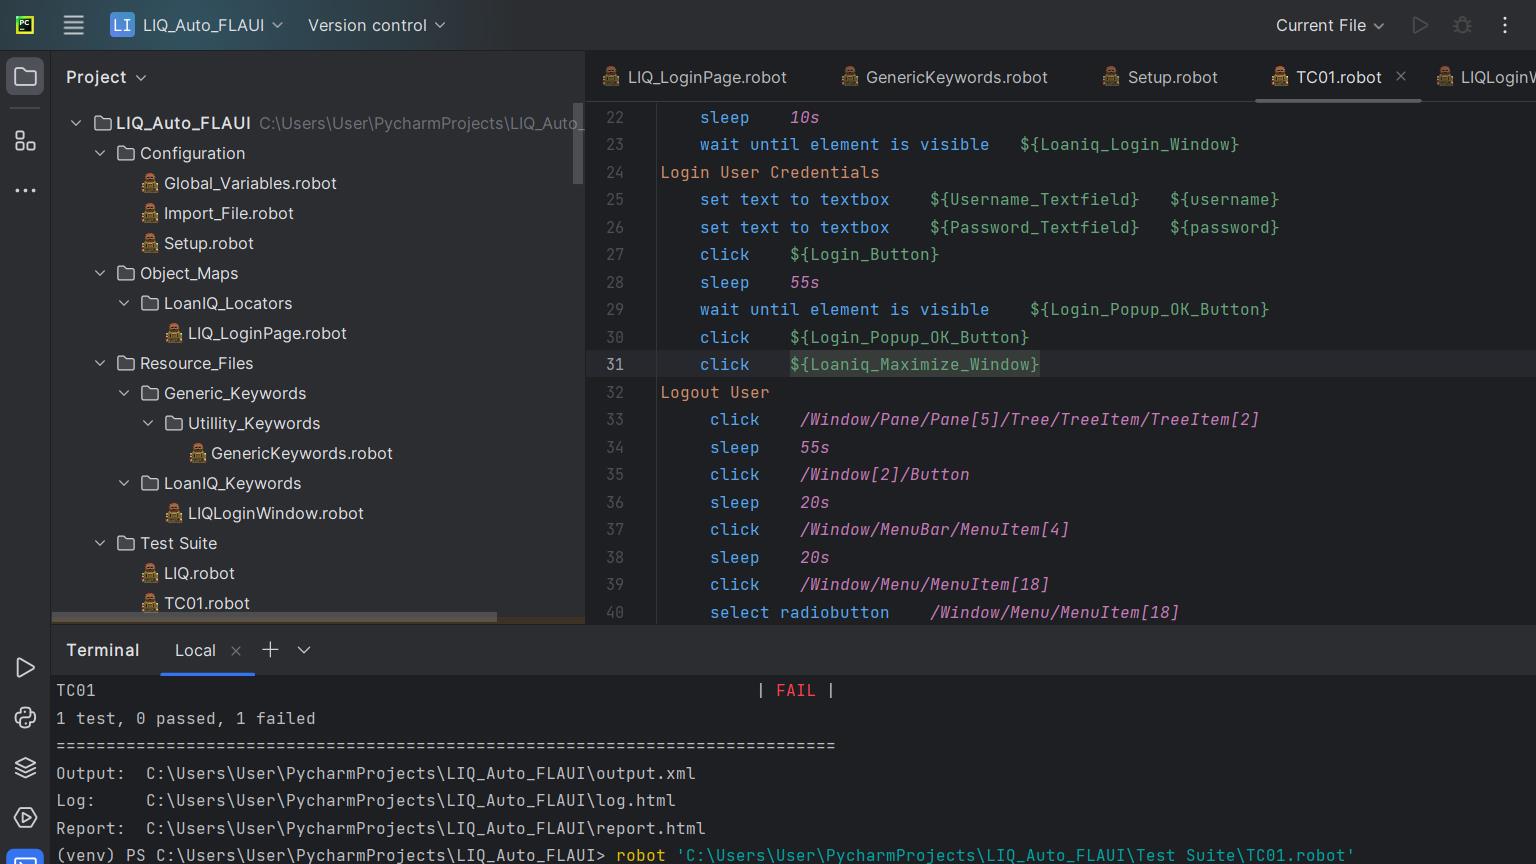 PC
LI LIQ_Auto_FLAUI Version control Current File
Project
LIQ_LoginPage.robot GenericKeywords.robot Setup.robot TC01.robot
LIQ_Auto_FLAUI C:\Users\User\PycharmProjects\LIQ_Auto_
Configuration
Global_Variables.robot
Import_File.robot
Setup.robot
Object_Maps
LoanIQ_Locators
LIQ_LoginPage.robot
Resource_Files
Generic_Keywords
Utillity_Keywords
GenericKeywords.robot
LoanIQ_Keywords
LIQLoginWindow.robot
Test Suite
LIQ.robot
TC01.robot
22 sleep 10s
23 wait until element is visible ${Loaniq_Login_Window}
24 Login User Credentials
25 set text to textbox ${Username_Textfield} ${username}
26 set text to textbox ${Password_Textfield} ${password}
27 click ${Login_Button}
28 sleep 55s
29 wait until element is visible ${Login_Popup_OK_Button}
30 click ${Login_Popup_OK_Button}
31 click ${Loaniq_Maximize_Window}
32 Logout User
33 click /Window/Pane/Pane[5]/Tree/TreeItem/TreeItem[2]
34 sleep 55s
35 click /Window[2]/Button
36 sleep 20s
37 click /Window/MenuBar/MenuItem[4]
38 sleep 20s
39 click /Window/Menu/MenuItem[18]
40 select radiobutton /Window/Menu/MenuItem[18]
Terminal Local
TC01 | FAIL |
1 test, 0 passed, 1 failed
==============================================================================
Output: C:\Users\User\PycharmProjects\LIQ_Auto_FLAUI\output.xml
Log: C:\Users\User\PycharmProjects\LIQ_Auto_FLAUI\log.html
Report: C:\Users\User\PycharmProjects\LIQ_Auto_FLAUI\report.html
(venv) PS C:\Users\User\PycharmProjects\LIQ_Auto_FLAUI> robot 'C:\Users\User\PycharmProjects\LIQ_Auto_FLAUI\Test Suite\TC01.robot'